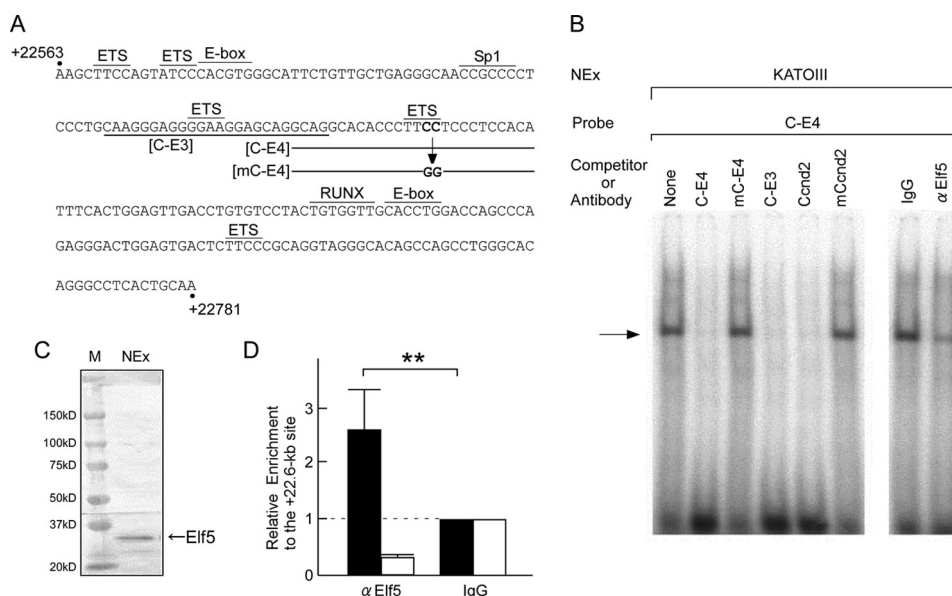 A
+22563
ETS ETS E-box Sp1
AAGCTTCCAGTATCCCACGTGGGCATTCTGTTGCTGAGGGCAACCGCCCCT
ETS ETS
CCCTGCAAGGGAGGGGAAGGAGCAGGCAGGCACACCCTTCCTCCCTCCACA
[C-E3] [C-E4]
[mC-E4] GG
RUNX E-box
TTTCACTGGAGTTGACCTGTGTCCTACTGTGGTTGCACCTGGACCAGCCCA
ETS
GAGGGACTGGAGTGACTCTTCCCGCAGGTAGGGCACAGCCAGCCTGGGCAC
AGGGCCTCACTGCAA
+22781
B
NEx KATOIII
Probe C-E4
Competitor or Antibody
None C-E4 mC-E4 C-E3 Ccnd2 mCcnd2 IgG αElf5
C
M NEx
150kD
100kD
75kD
50kD
37kD
20kD
←Elf5
D
**
Relative Enrichment
to the +22.6-kb site
3
2
1
0
αElf5 IgG